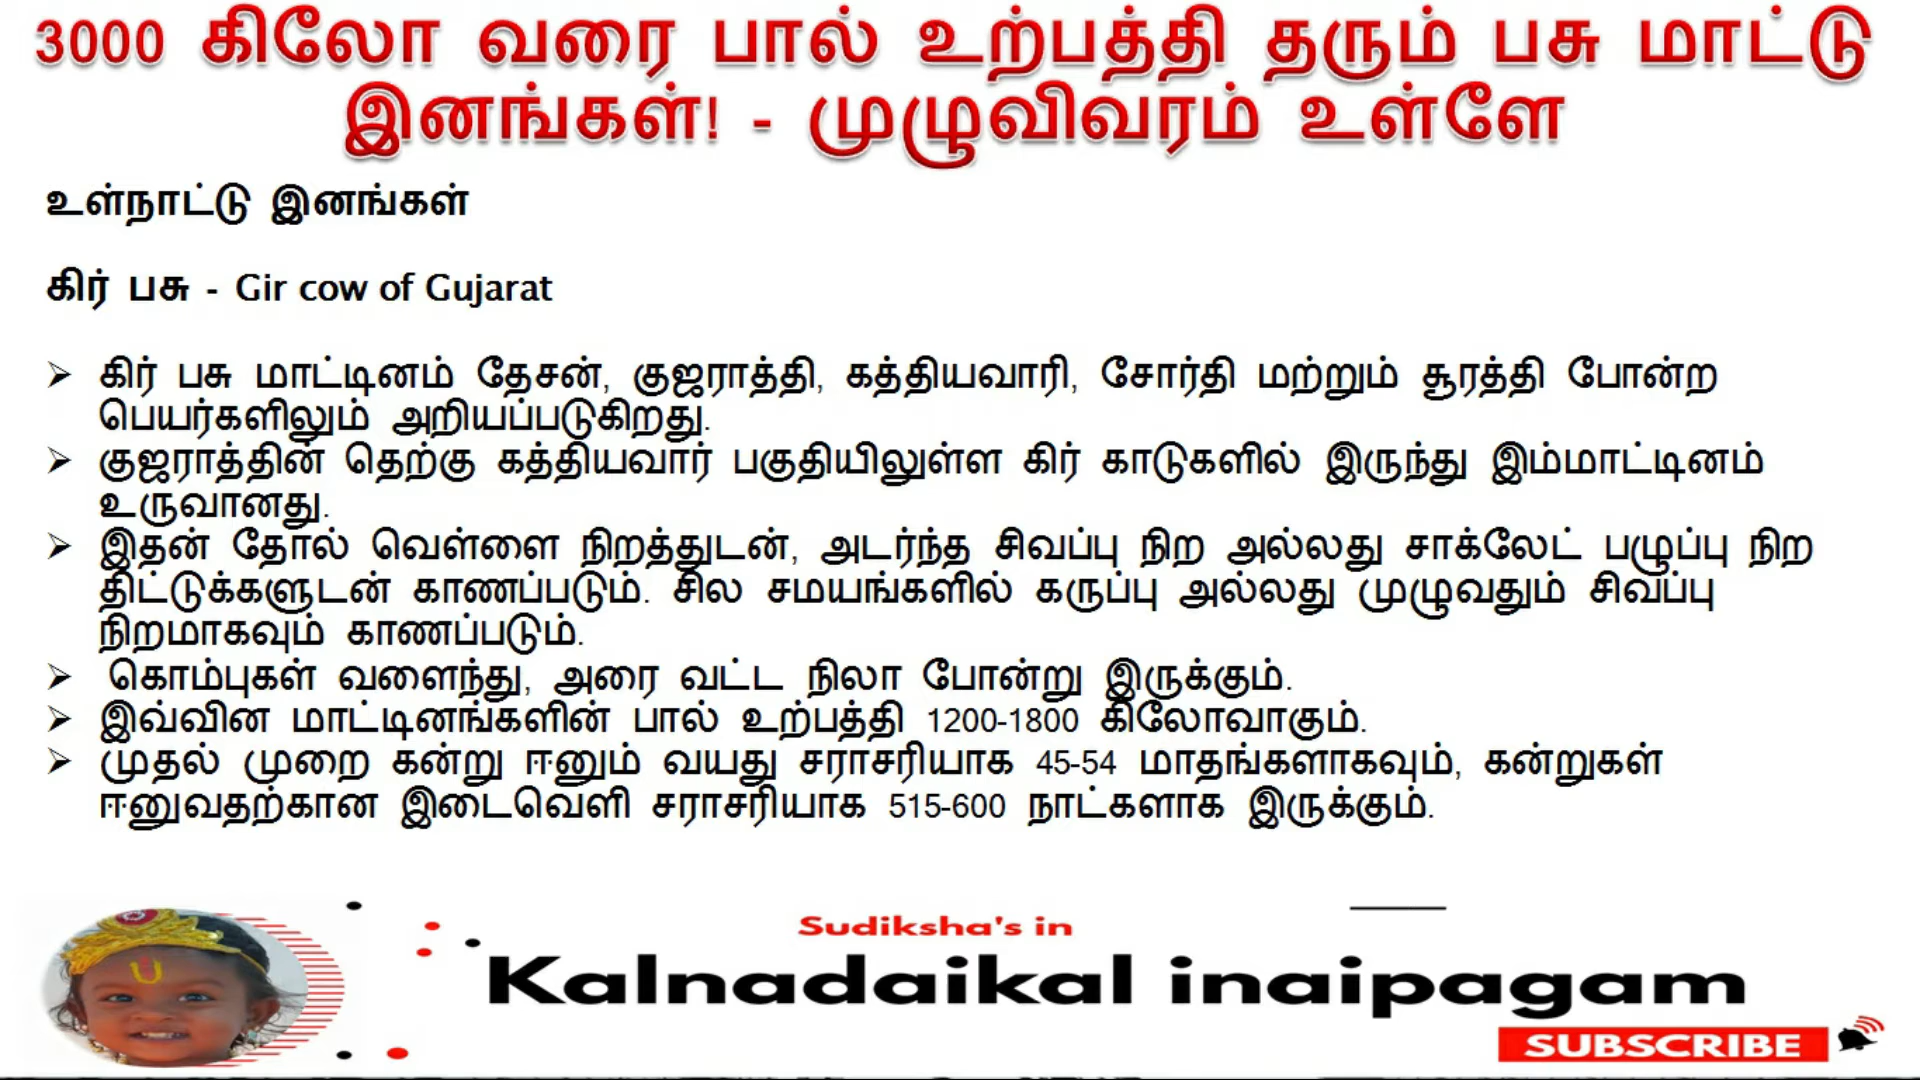 3000 கிலோ வரை பால் உற்பத்தி தரும் பசு மாட்டு
இனங்கள்! - முழுவிவரம் உள்ளே
உள்நாட்டு இனங்கள்
கிர் பசு - Gir cow of Gujarat
➢ கிர் பசு மாட்டினம் தேசன், குஜராத்தி, கத்தியவாரி, சோர்தி மற்றும் சூரத்தி போன்ற
பெயர்களிலும் அறியப்படுகிறது.
➢ குஜராத்தின் தெற்கு கத்தியவார் பகுதியிலுள்ள கிர் காடுகளில் இருந்து இம்மாட்டினம்
உருவானது.
➢ இதன் தோல் வெள்ளை நிறத்துடன், அடர்ந்த சிவப்பு நிற அல்லது சாக்லேட் பழுப்பு நிற
திட்டுக்களுடன் காணப்படும். சில சமயங்களில் கருப்பு அல்லது முழுவதும் சிவப்பு
நிறமாகவும் காணப்படும்.
➢ கொம்புகள் வளைந்து, அரை வட்ட நிலா போன்று இருக்கும்.
➢ இவ்வின மாட்டினங்களின் பால் உற்பத்தி 1200-1800 கிலோவாகும்.
➢ முதல் முறை கன்று ஈனும் வயது சராசரியாக 45-54 மாதங்களாகவும், கன்றுகள்
ஈனுவதற்கான இடைவெளி சராசரியாக 515-600 நாட்களாக இருக்கும்.
Sudiksha's in
Kalnadaikal inaipagam
SUBSCRIBE